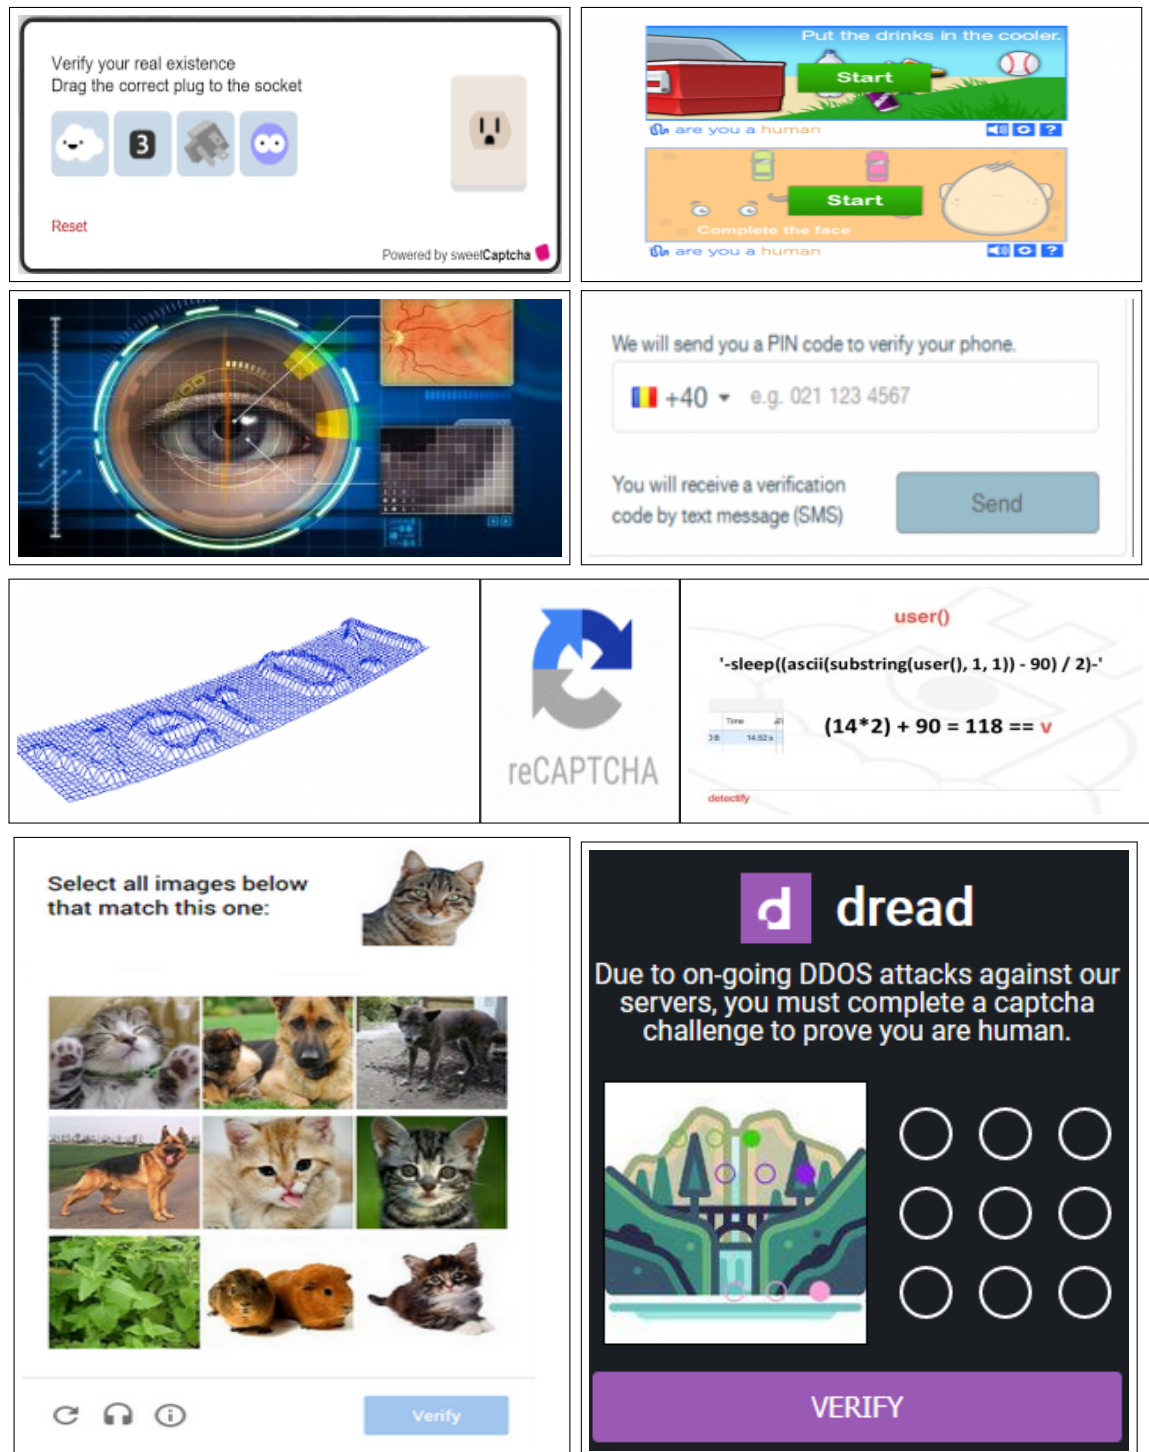 Verify your real existence
Drag the correct plug to the socket
3
Reset
Powered by sweetCaptcha
Put the drinks in the cooler.
Start
are you a human
?
Start
Complete the face
are you a human
?
We will send you a PIN code to verify your phone.
+40 e.g. 021 123 4567
You will receive a verification
code by text message (SMS)
Send
reCAPTCHA
user()
'-sleep((ascii(substring(user(), 1, 1)) - 90) / 2)-'
Time
14.52 s
(14*2) + 90 = 118 == v
detectify
Select all images below
that match this one:
Verify
d dread
Due to on-going DDOS attacks against our
servers, you must complete a captcha
challenge to prove you are human.
VERIFY